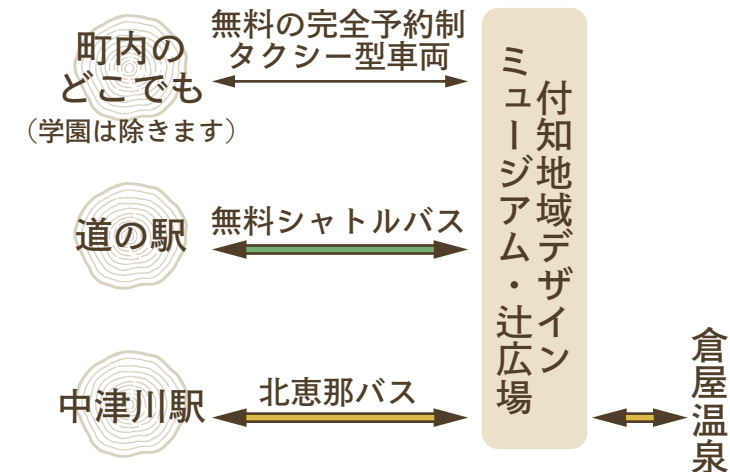 町内の
どこでも
（学園は除きます）
無料の完全予約制
タクシー型車両
道の駅
無料シャトルバス
中津川駅
北恵那バス
付知地域デザイン
ミュージアム・辻広場
倉屋温泉